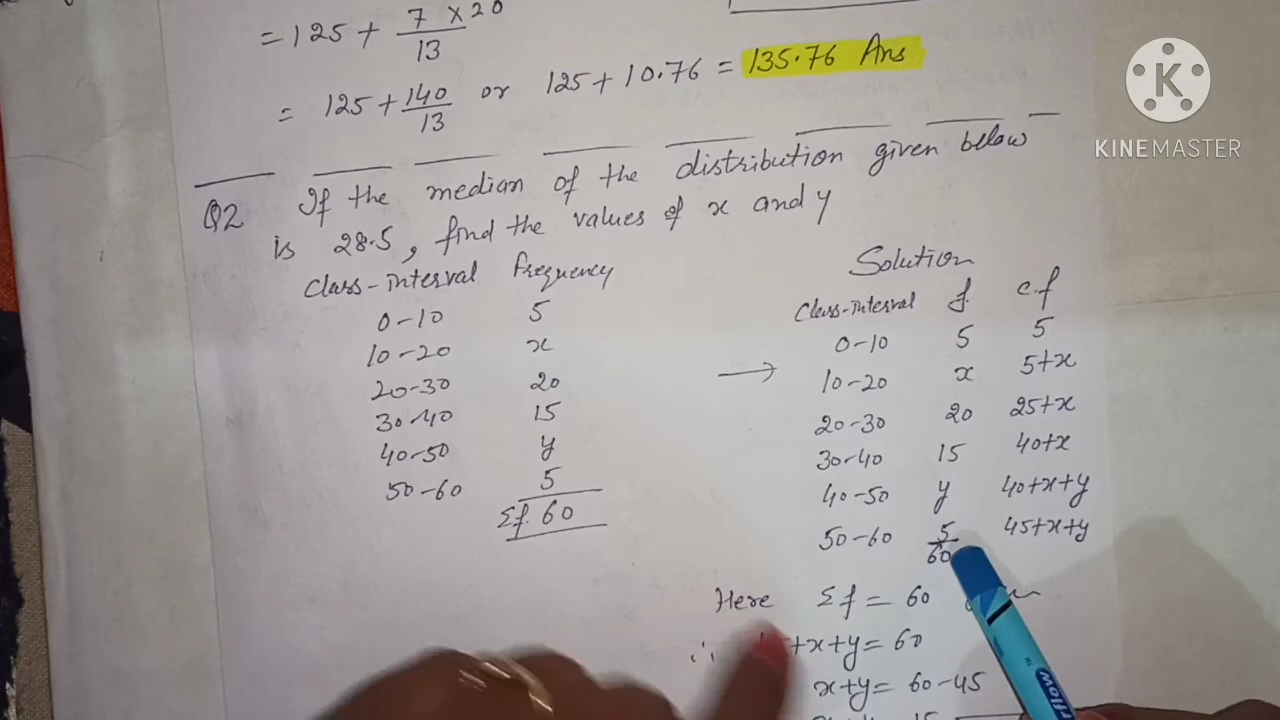 = 125 + 7 × 20 / 13
= 125 + 140/13 or 125 + 10.76 = 135.76 Ans
KINEMASTER
Q2 If the median of the distribution given below
is 28.5, find the values of x and y
Class-interval Frequency
0-10 5
10-20 x
20-30 20
30-40 15
40-50 y
50-60 5
Σf 60
Solution
Class-interval f c.f
0-10 5 5
→ 10-20 x 5+x
20-30 20 25+x
30-40 15 40+x
40-50 y 40+x+y
50-60 5 45+x+y
60
Here Σf = 60
∴ +x+y = 60
x+y = 60-45
rflow